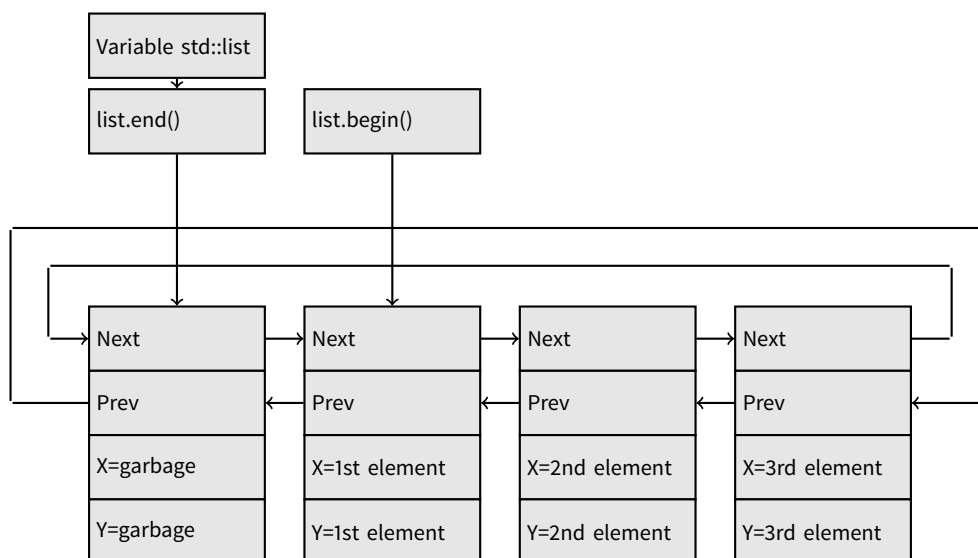 Variable std::list
list.end()
list.begin()
Next
Next
Next
Next
Prev
Prev
Prev
Prev
X=garbage
X=1st element
X=2nd element
X=3rd element
Y=garbage
Y=1st element
Y=2nd element
Y=3rd element